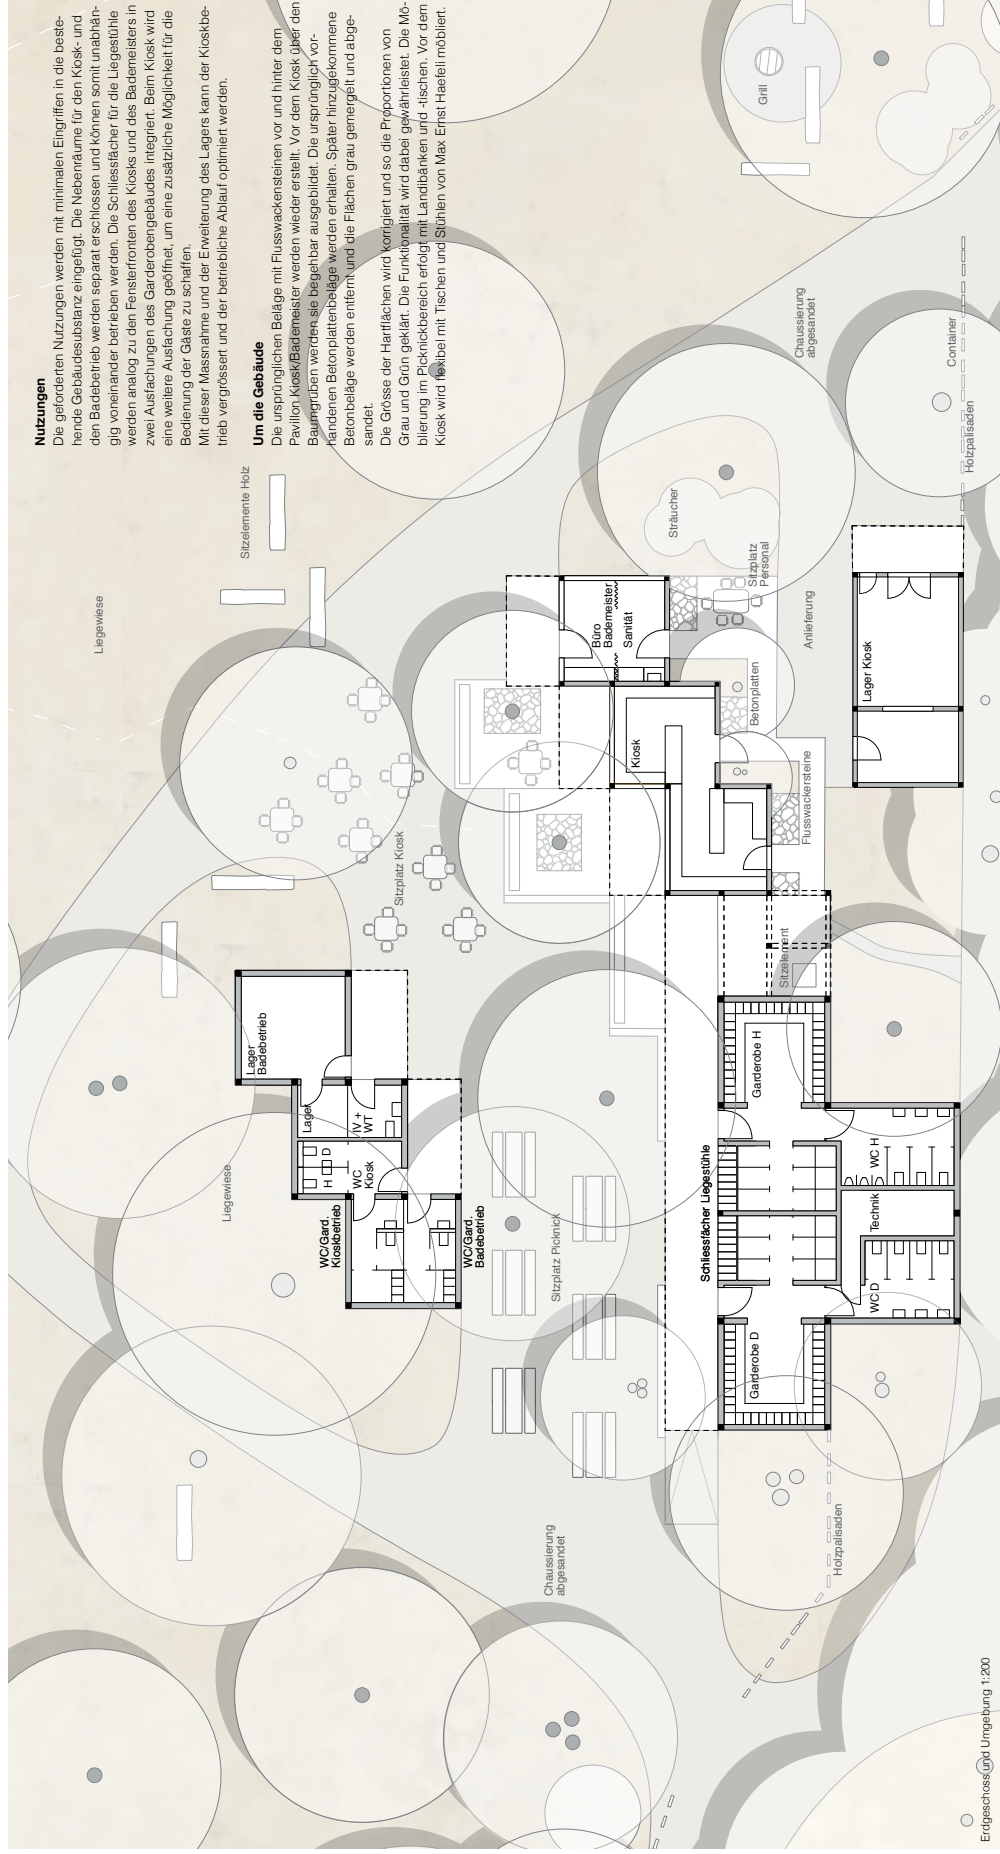 Nutzungen
Die geforderten Nutzungen werden mit minimalen Eingriffen in die beste-
hende Gebäudesubstanz eingefügt. Die Nebenräume für den Kiosk- und
den Badebetrieb werden separat erschlossen und können somit unabhän-
gig voneinander betrieben werden. Die Schliessfächer für die Liegestühle
werden analog zu den Fensterfronten des Kiosks und des Bademeisters in
zwei Ausfachungen des Garderobengebäudes integriert. Beim Kiosk wird
eine weitere Ausfachung geöffnet, um eine zusätzliche Möglichkeit für die
Bedienung der Gäste zu schaffen.
Mit dieser Massnahme und der Erweiterung des Lagers kann der Kioskbe-
trieb vergrössert und der betriebliche Ablauf optimiert werden.
Um die Gebäude
Die ursprünglichen Beläge mit Flusswackensteinen vor und hinter dem
Pavillon Kiosk/Bademeister werden wieder erstellt. Vor dem Kiosk über den
Baumgruben werden sie begehbar ausgebildet. Die ursprünglich vor-
handenen Betonplattenbeläge werden erhalten. Später hinzugekommene
Betonbeläge werden entfernt und die Flächen grau gemergelt und abge-
sandet.
Die Grösse der Hartflächen wird korrigiert und so die Proportionen von
Grau und Grün geklärt. Die Funktionalität wird dabei gewährleistet. Die Mö-
blierung im Picknickbereich erfolgt mit Landibänken und -tischen. Vor dem
Kiosk wird flexibel mit Tischen und Stühlen von Max Ernst Haefeli möbliert.
Liegewiese
Sitzelemente Holz
Grill
Chaussierung
abgesandet
Container
Holzpalisaden
Sträucher
Sitzplatz
Personal
Anlieferung
Büro
Bademeister
Sanität
Lager Kiosk
Betonplatten
Kiosk
Flusswackersteine
Sitzplatz Kiosk
Sitzelement
Lager
Badebetrieb
Lager
IV +
WT
H
D
WC
Kiosk
Liegewiese
WC/Gard.
Kioskbetrieb
WC/Gard.
Badebetrieb
Sitzplatz Picknick
Garderobe H
WC H
Schliessfächer Liegestühle
Technik
WC D
Garderobe D
Chaussierung
abgesandet
Holzpalisaden
Erdgeschoss und Umgebung 1:200